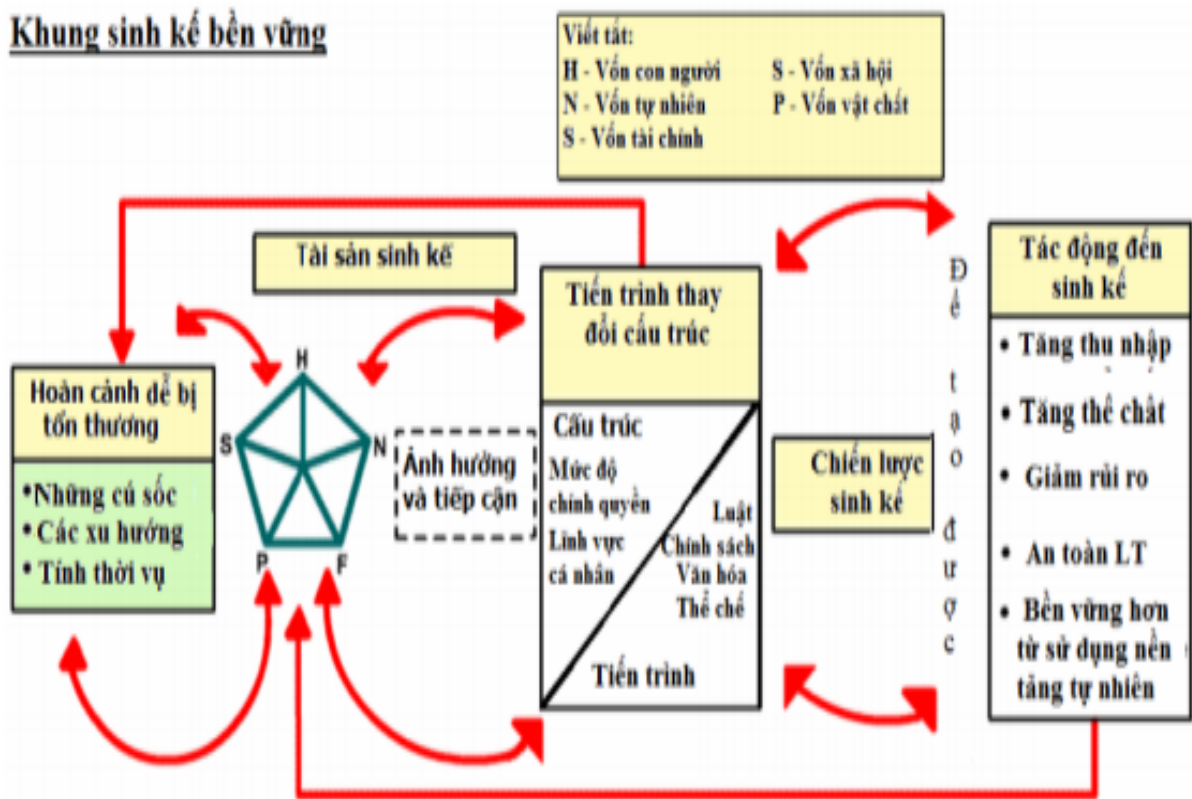 Khung sinh kế bền vững
Viết tắt:
H - Vốn con người S - Vốn xã hội
N - Vốn tự nhiên P - Vốn vật chất
S - Vốn tài chính
Tài sản sinh kế
Hoàn cảnh dễ bị
tổn thương
•Những cú sốc
• Các xu hướng
• Tính thời vụ
H
S
N
P
F
Ảnh hưởng
và tiếp cận
Tiến trình thay
đổi cấu trúc
Cấu trúc
Mức độ
chính quyền
Lĩnh vực
cá nhân
Luật
Chính sách
Văn hóa
Thể chế
Tiến trình
Chiến lược
sinh kế
Để
tạo
được
Tác động đến
sinh kế
• Tăng thu nhập
• Tăng thể chất
• Giảm rủi ro
• An toàn LT
• Bền vững hơn
từ sử dụng nền
tảng tự nhiên